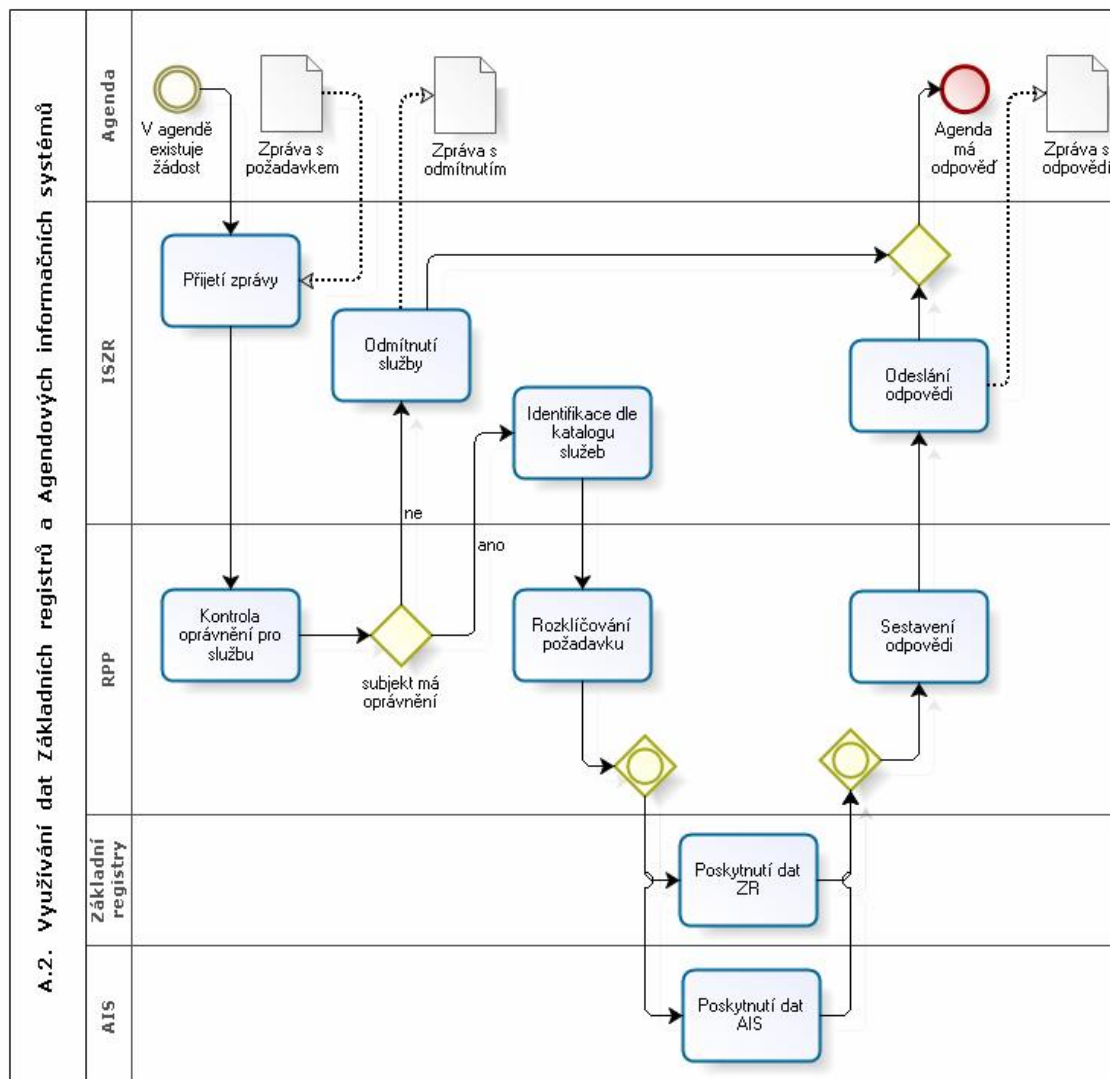 A.2. Využívání dat Základních registrů a Agendových informačních systémů
Agenda
V agendě
existuje
žádost
Zpráva s
požadavkem
Zpráva s
odmítnutím
Agenda
má
odpověď
Zpráva s
odpovědí
ISZR
Přijetí zprávy
Odmítnutí
služby
Identifikace dle
katalogu
služeb
Odeslání
odpovědi
ne
ano
RPP
Kontrola
oprávnění pro
službu
subjekt má
oprávnění
Rozklíčování
požadavku
Sestavení
odpovědi
Základní
registry
Poskytnutí dat
ZR
AIS
Poskytnutí dat
AIS